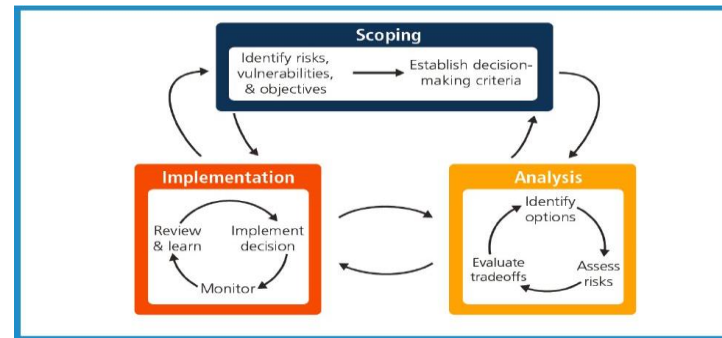 Scoping
Identify risks,
vulnerabilities,
& objectives
Establish decision-
making criteria
Implementation
Review
& learn
Implement
decision
Monitor
Analysis
Identify
options
Assess
risks
Evaluate
tradeoffs